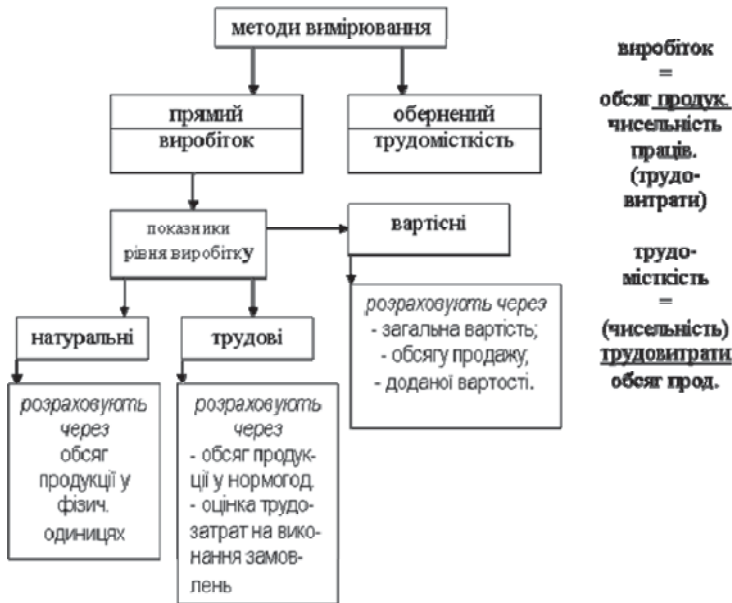 методи вимірювання
прямий
виробіток
обернений
трудомісткість
показники
рівня виробітку
вартісні
розраховують через
- загальна вартість;
- обсягу продажу;
- доданої вартості.
натуральні
трудові
розраховують
через
обсяг
продукції у
фізич.
одиницях
розраховують
через
- обсяг продук-
ції у нормогод.
- оцінка трудо-
затрат на вико-
нання замов-
лень
виробіток
=
обсяг продук.
чисельність
праців.
(трудо-
витрати)
трудо-
місткість
=
(чисельність)
трудовитрати
обсяг прод.